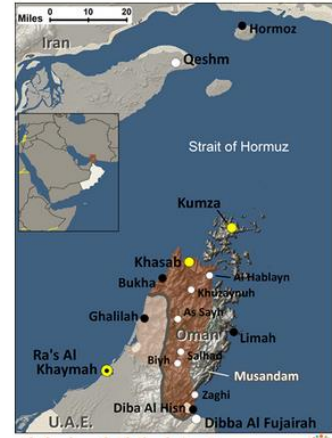 Miles
0 10 20
Iran
Hormoz
Qeshm
Strait of Hormuz
Kumza
Khasab
Bukha
Al Hablayn
Khuzaynuh
Ghalilah
As Sayh
Oman
Limah
Ra's Al
Khaymah
Biyh
Salhad
Musandam
Zaghi
U.A.E.
Diba Al Hisn
Dibba Al Fujairah